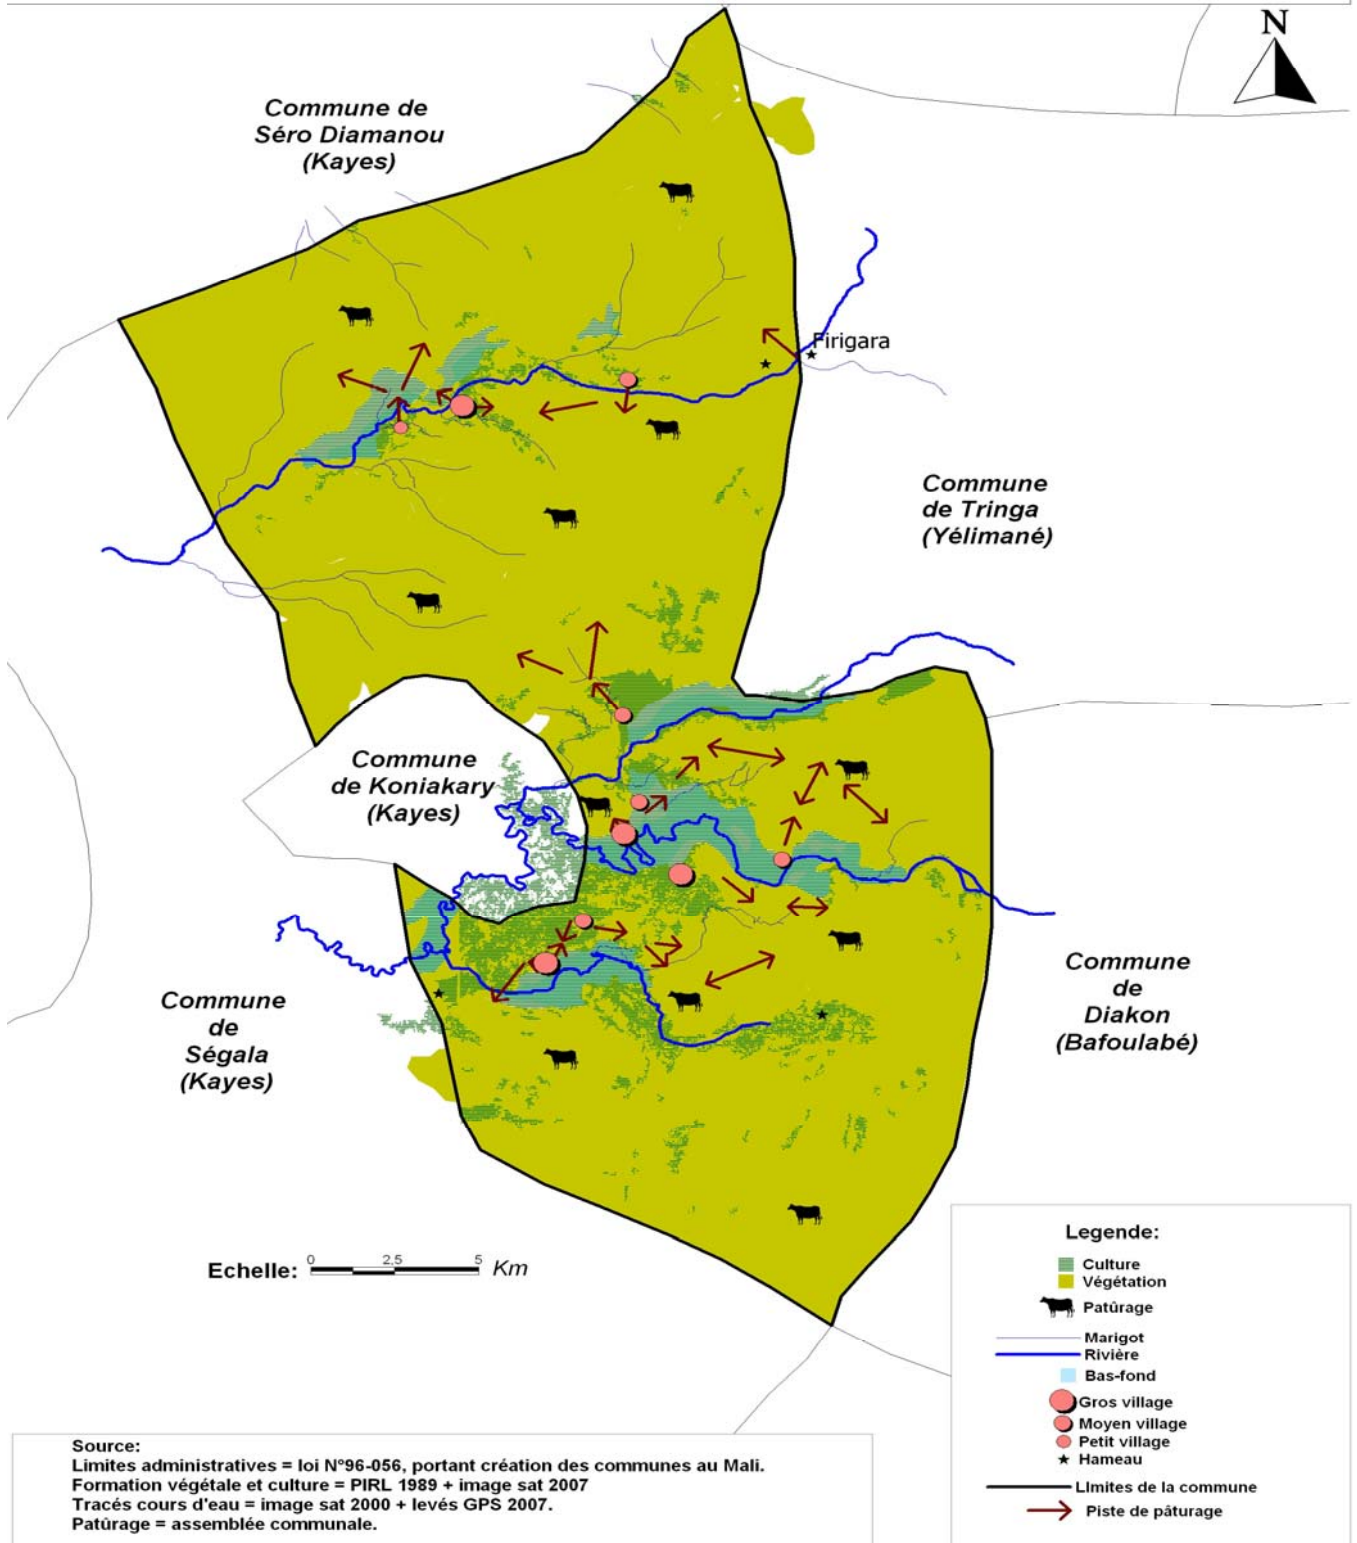 N
Commune de
Séro Diamanou
(Kayes)
Firigara
Commune
de Tringa
(Yélimané)
Commune
de Koniakary
(Kayes)
Commune
de
Ségala
(Kayes)
Commune
de
Diakon
(Bafoulabé)
Echelle: 0 2,5 5 Km
Legende:
Culture
Végétation
Patûrage
Marigot
Rivière
Bas-fond
Gros village
Moyen village
Petit village
Hameau
LImites de la commune
Piste de pâturage
Source:
Limites administratives = loi N°96-056, portant création des communes au Mali.
Formation végétale et culture = PIRL 1989 + image sat 2007
Tracés cours d'eau = image sat 2000 + levés GPS 2007.
Patûrage = assemblée communale.